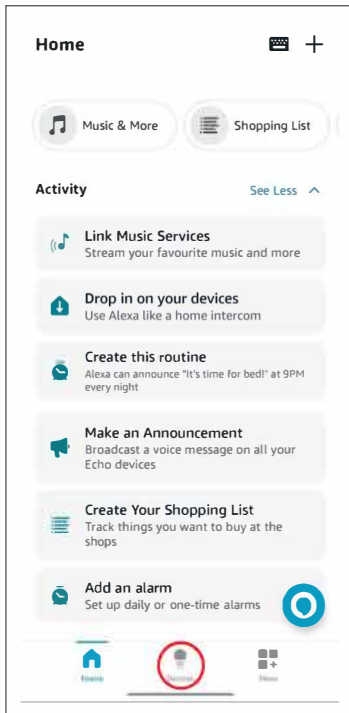 Home
Music & More
Shopping List
Activity
See Less
Link Music Services
Stream your favourite music and more
Drop in on your devices
Use Alexa like a home intercom
Create this routine
Alexa can announce "It's time for bed!" at 9PM
every night
Make an Announcement
Broadcast a voice message on all your
Echo devices
Create Your Shopping List
Track things you want to buy at the
shops
Add an alarm
Set up daily or one-time alarms
Home
Devices
More